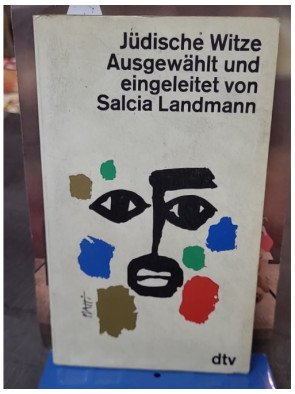 Jüdische Witze
Ausgewählt und
eingeleitet von
Salcia Landmann
dtv